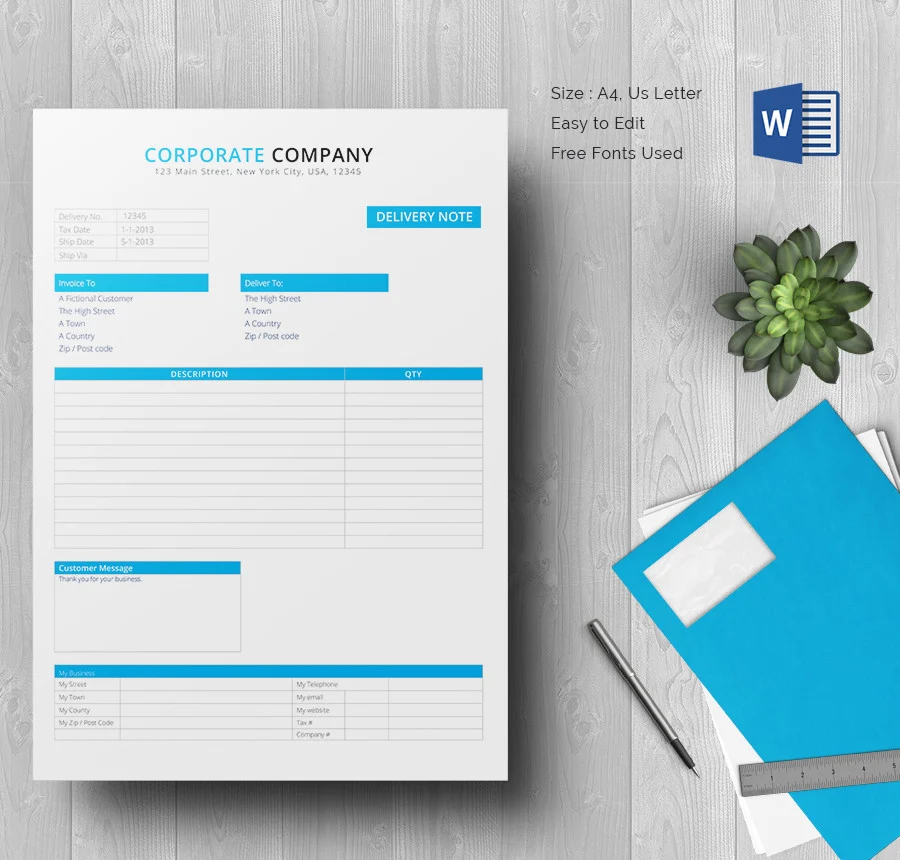 Size : A4, Us Letter
Easy to Edit
Free Fonts Used
W
CORPORATE COMPANY
123 Main Street, New York City, USA, 12345
Delivery No. 12345
Tax Date 1-1-2013
Ship Date 5-1-2013
Ship Via
DELIVERY NOTE
Invoice To
A Fictional Customer
The High Street
A Town
A Country
Zip / Post code
Deliver To:
The High Street
A Town
A Country
Zip / Post code
DESCRIPTION QTY
Customer Message
Thank you for your business.
My Business
My Street My Telephone
My Town My email
My County My website
My Zip / Post Code Tax #
Company #
1 2 3 4 5